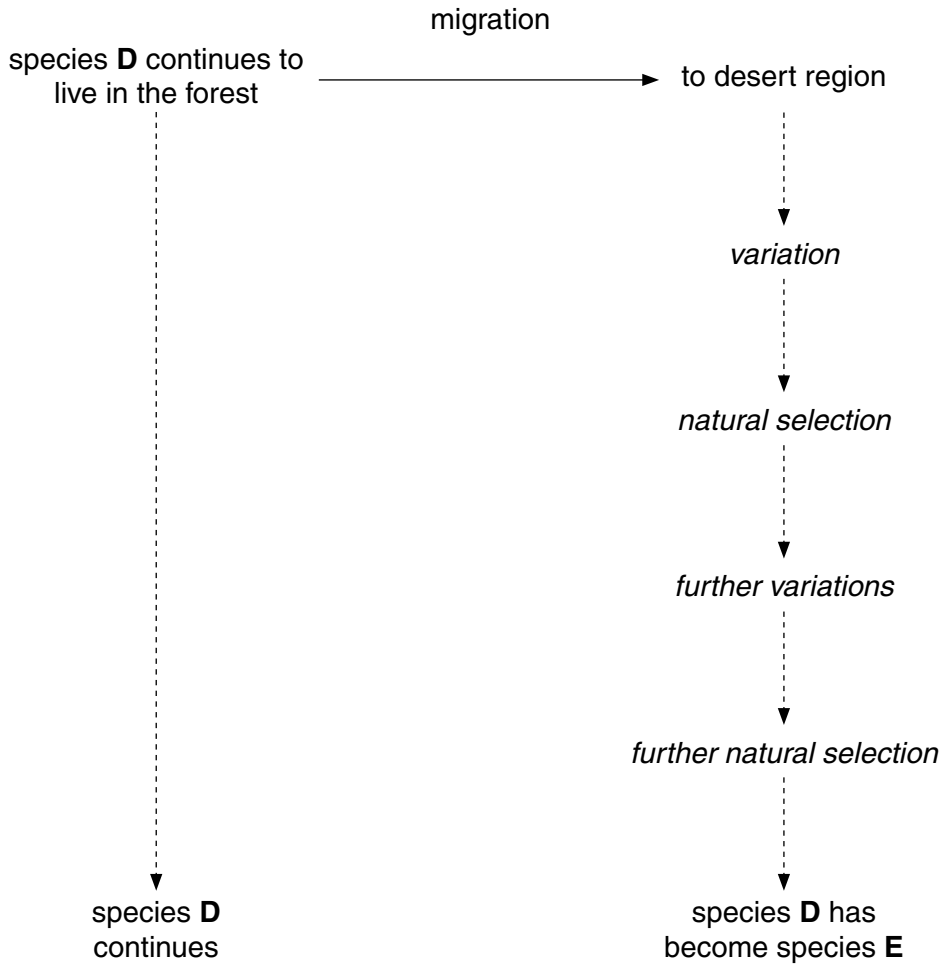 migration
species D continues to
live in the forest
to desert region
variation
natural selection
further variations
further natural selection
species D
continues
species D has
become species E